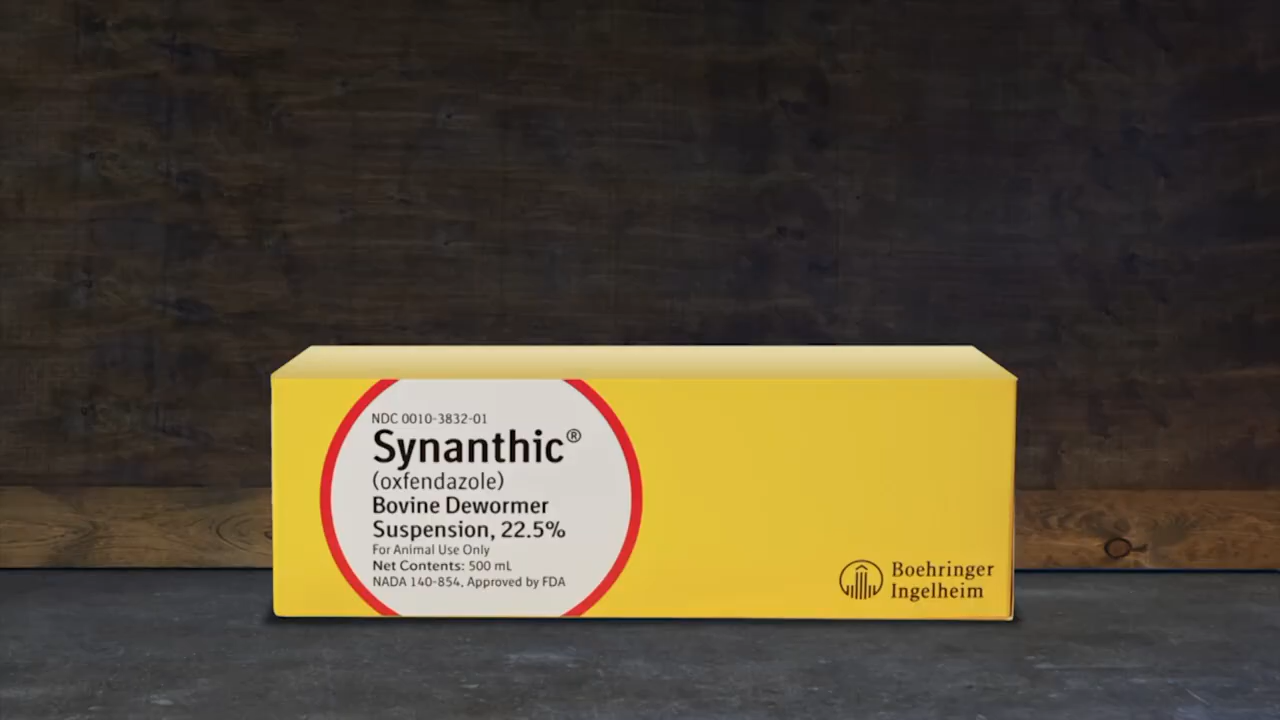 NDC 0010-3832-01
Synanthic®
(oxfendazole)
Bovine Dewormer
Suspension, 22.5%
For Animal Use Only
Net Contents: 500 mL
NADA 140-854, Approved by FDA
Boehringer
Ingelheim